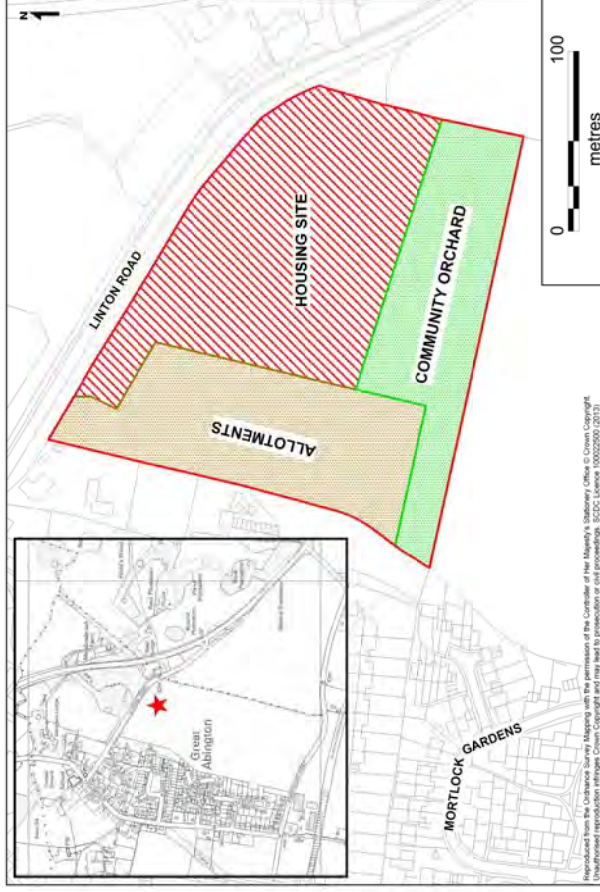 N
LINTON ROAD
HOUSING SITE
ALLOTMENTS
COMMUNITY ORCHARD
Great
Abington
MORTLOCK GARDENS
0 100
metres
Reproduced from the Ordnance Survey Mapping with the permission of the Controller of Her Majesty's Stationery Office © Crown Copyright.
Unauthorised reproduction infringes Crown Copyright and may lead to prosecution or civil proceedings. SCDC Licence 100022500 (2013)